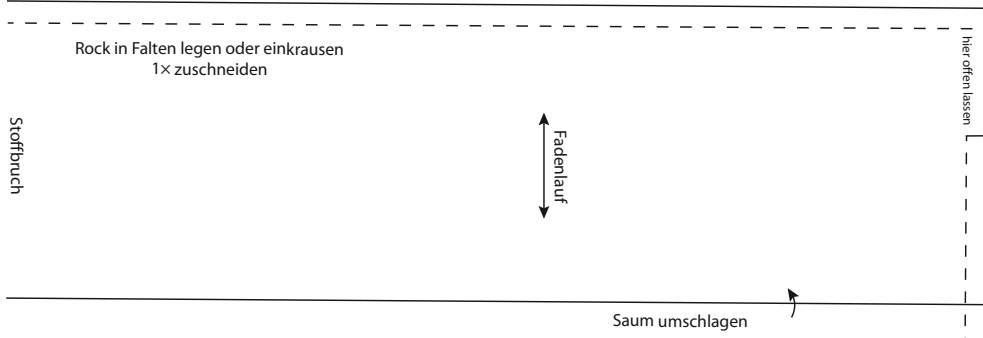 Rock in Falten legen oder einkrausen
1× zuschneiden
hier offen lassen
Stoffbruch
Fadenlauf
Saum umschlagen